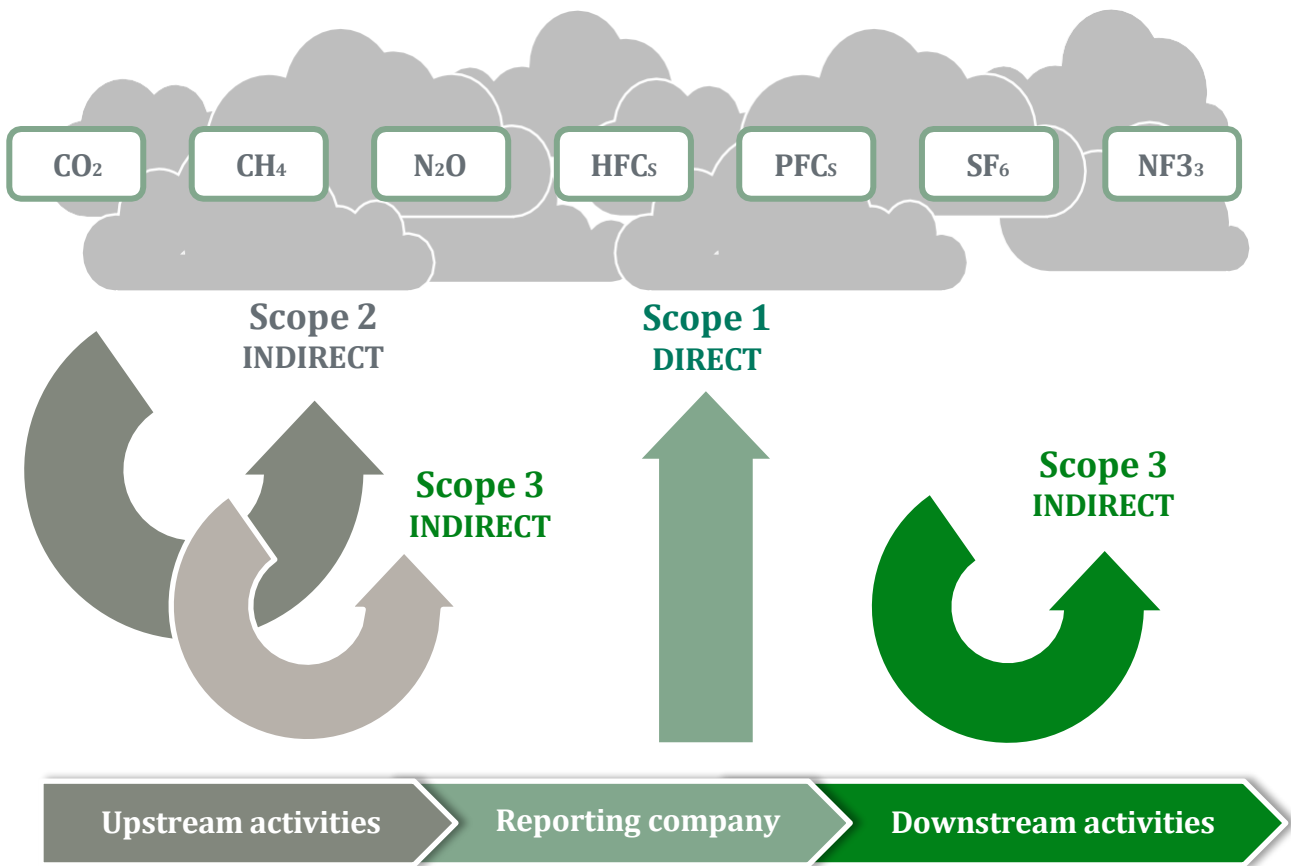 CO₂
CH₄
N₂O
HFCs
PFCs
SF₆
NF3₃
Scope 2
INDIRECT
Scope 1
DIRECT
Scope 3
INDIRECT
Scope 3
INDIRECT
Upstream activities
Reporting company
Downstream activities